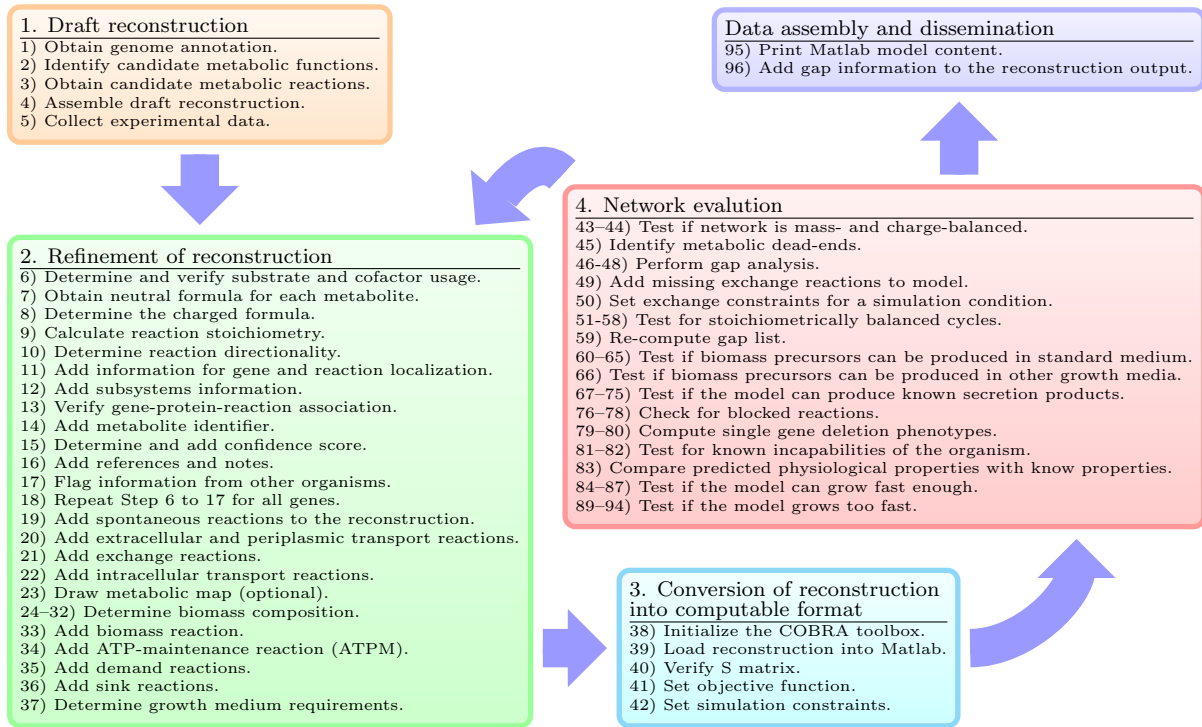 1. Draft reconstruction
1) Obtain genome annotation.
2) Identify candidate metabolic functions.
3) Obtain candidate metabolic reactions.
4) Assemble draft reconstruction.
5) Collect experimental data.
2. Refinement of reconstruction
6) Determine and verify substrate and cofactor usage.
7) Obtain neutral formula for each metabolite.
8) Determine the charged formula.
9) Calculate reaction stoichiometry.
10) Determine reaction directionality.
11) Add information for gene and reaction localization.
12) Add subsystems information.
13) Verify gene-protein-reaction association.
14) Add metabolite identifier.
15) Determine and add confidence score.
16) Add references and notes.
17) Flag information from other organisms.
18) Repeat Step 6 to 17 for all genes.
19) Add spontaneous reactions to the reconstruction.
20) Add extracellular and periplasmic transport reactions.
21) Add exchange reactions.
22) Add intracellular transport reactions.
23) Draw metabolic map (optional).
24–32) Determine biomass composition.
33) Add biomass reaction.
34) Add ATP-maintenance reaction (ATPM).
35) Add demand reactions.
36) Add sink reactions.
37) Determine growth medium requirements.
3. Conversion of reconstruction
into computable format
38) Initialize the COBRA toolbox.
39) Load reconstruction into Matlab.
40) Verify S matrix.
41) Set objective function.
42) Set simulation constraints.
4. Network evalution
43–44) Test if network is mass- and charge-balanced.
45) Identify metabolic dead-ends.
46-48) Perform gap analysis.
49) Add missing exchange reactions to model.
50) Set exchange constraints for a simulation condition.
51-58) Test for stoichiometrically balanced cycles.
59) Re-compute gap list.
60–65) Test if biomass precursors can be produced in standard medium.
66) Test if biomass precursors can be produced in other growth media.
67–75) Test if the model can produce known secretion products.
76–78) Check for blocked reactions.
79–80) Compute single gene deletion phenotypes.
81–82) Test for known incapabilities of the organism.
83) Compare predicted physiological properties with know properties.
84–87) Test if the model can grow fast enough.
89–94) Test if the model grows too fast.
Data assembly and dissemination
95) Print Matlab model content.
96) Add gap information to the reconstruction output.